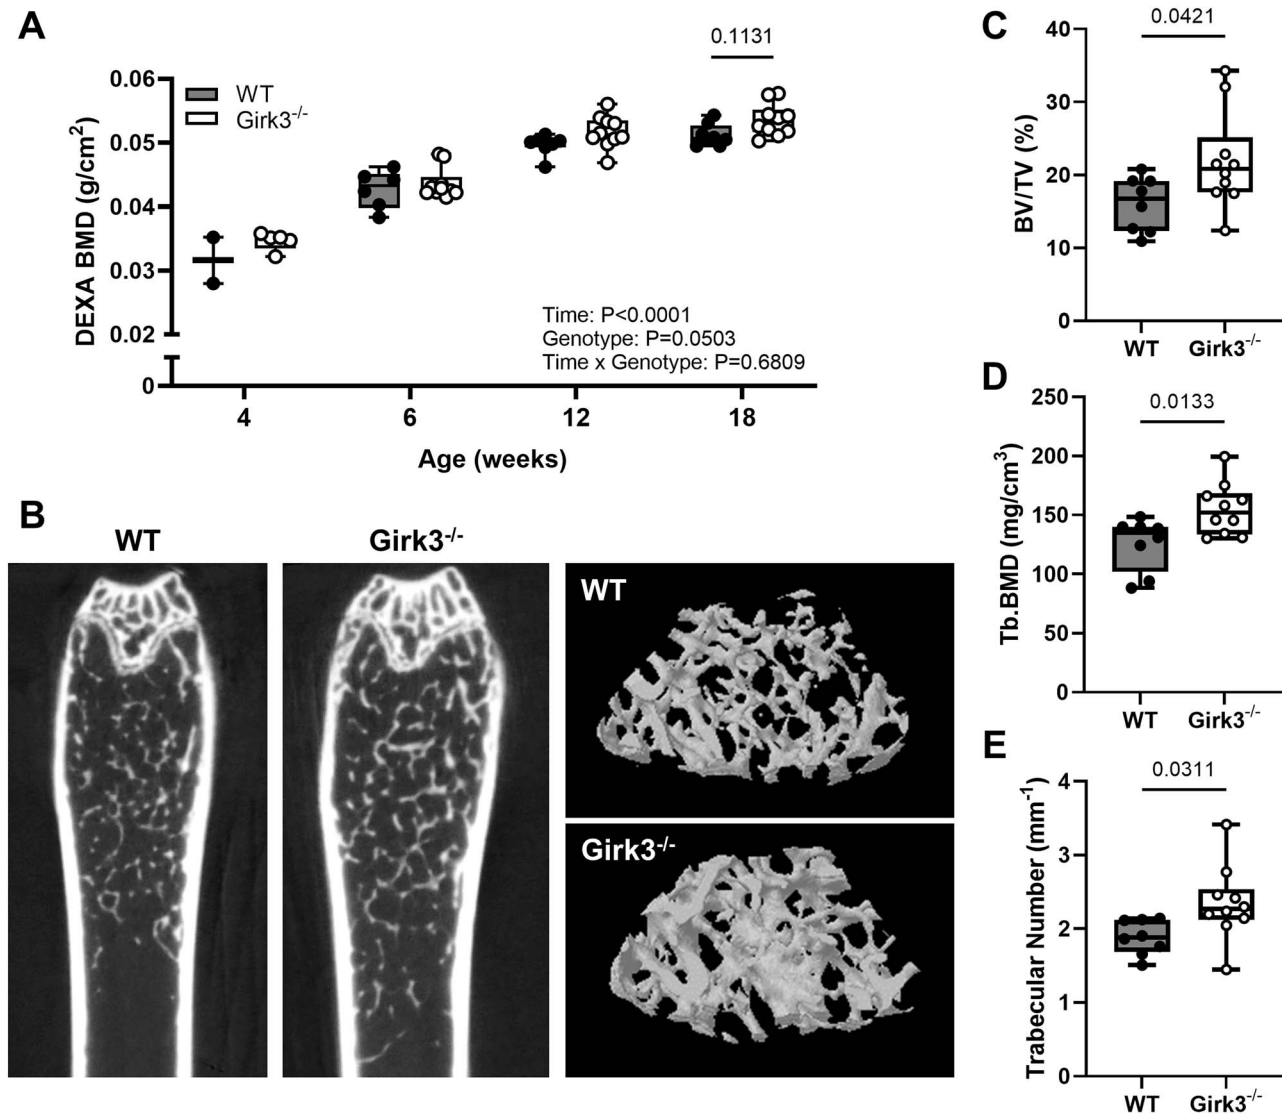 A
0.1131
0.06
0.05
0.04
0.03
0.02
0
DEXA BMD (g/cm²)
WT
Girk3⁻/⁻
Time: P<0.0001
Genotype: P=0.0503
Time x Genotype: P=0.6809
4 6 12 18
Age (weeks)
B
WT Girk3⁻/⁻
WT
Girk3⁻/⁻
C
0.0421
40
30
20
10
0
BV/TV (%)
WT Girk3⁻/⁻
D
0.0133
250
200
150
100
50
0
Tb.BMD (mg/cm³)
WT Girk3⁻/⁻
E
0.0311
4
3
2
1
0
Trabecular Number (mm⁻¹)
WT Girk3⁻/⁻